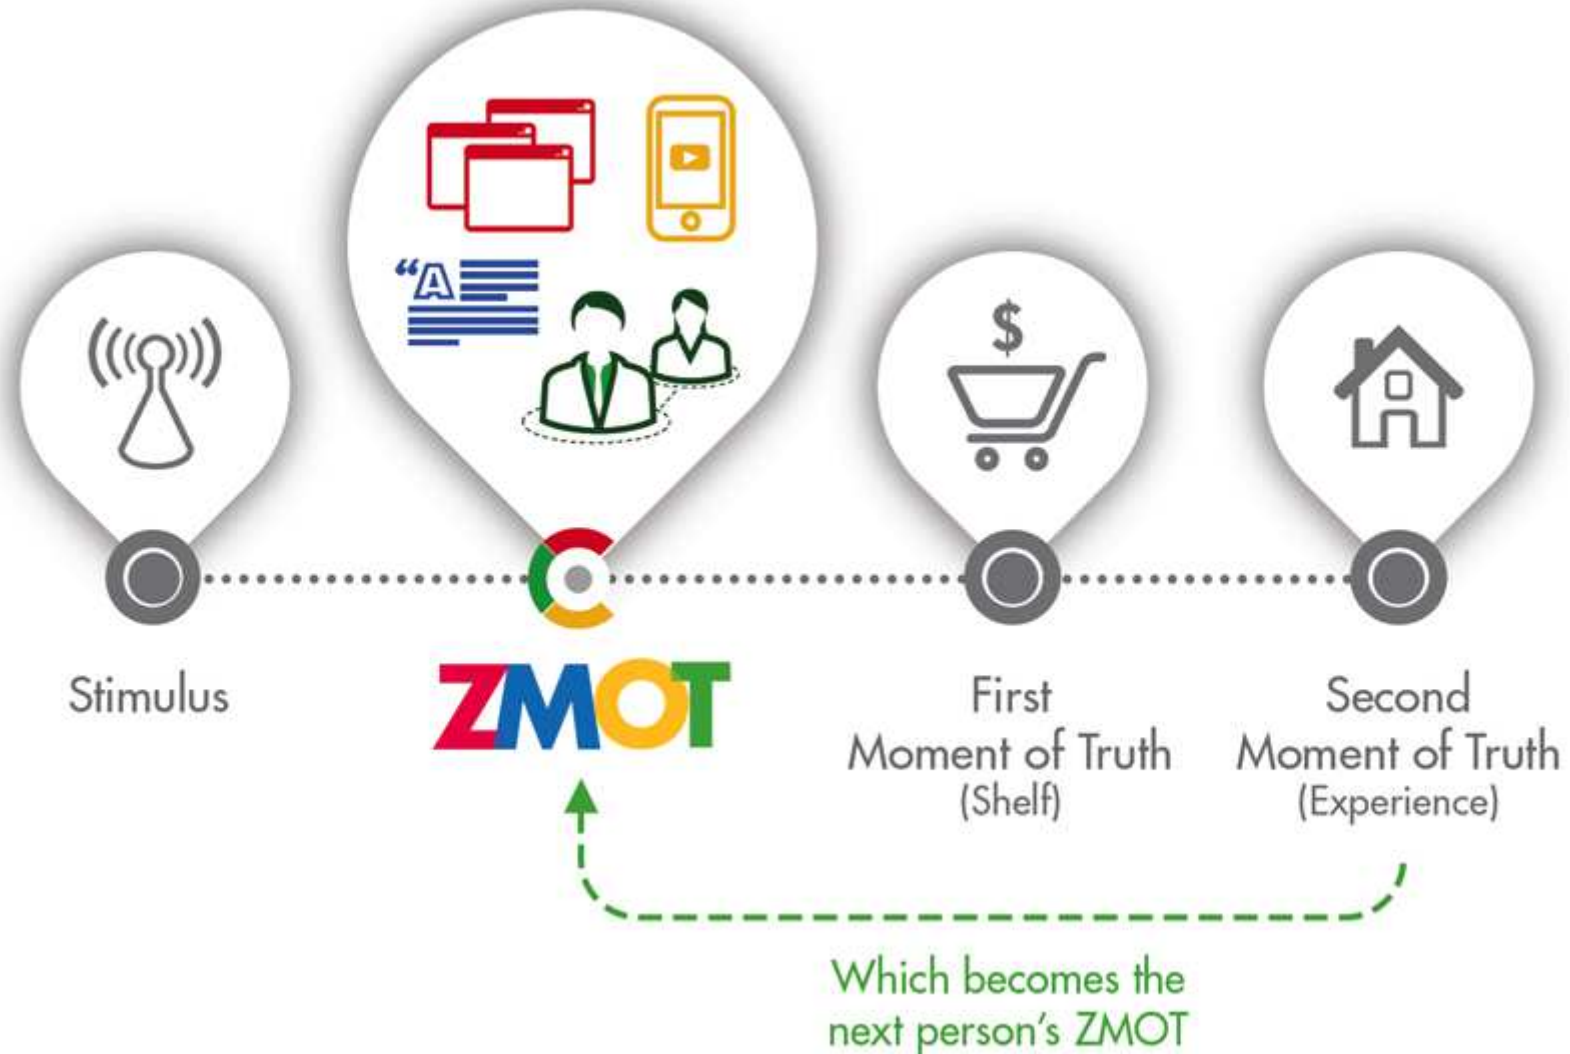 $
“A
Stimulus
ZMOT
First
Moment of Truth
(Shelf)
Second
Moment of Truth
(Experience)
Which becomes the
next person's ZMOT